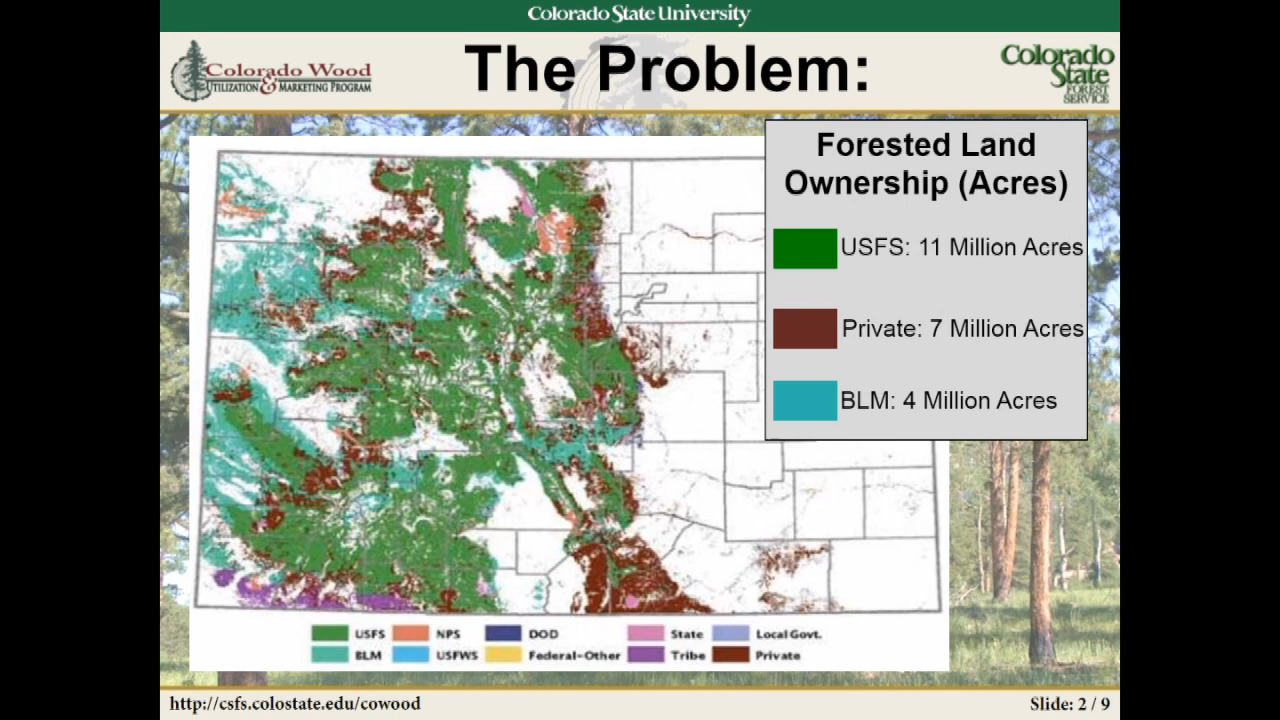 Colorado State University
Colorado Wood
UTILIZATION & MARKETING PROGRAM
The Problem:
Colorado
State
FOREST
SERVICE
Forested Land
Ownership (Acres)
USFS: 11 Million Acres
Private: 7 Million Acres
BLM: 4 Million Acres
USFS NPS DOD State Local Govt.
BLM USFWS Federal-Other Tribe Private
http://csfs.colostate.edu/cowood
Slide: 2 / 9